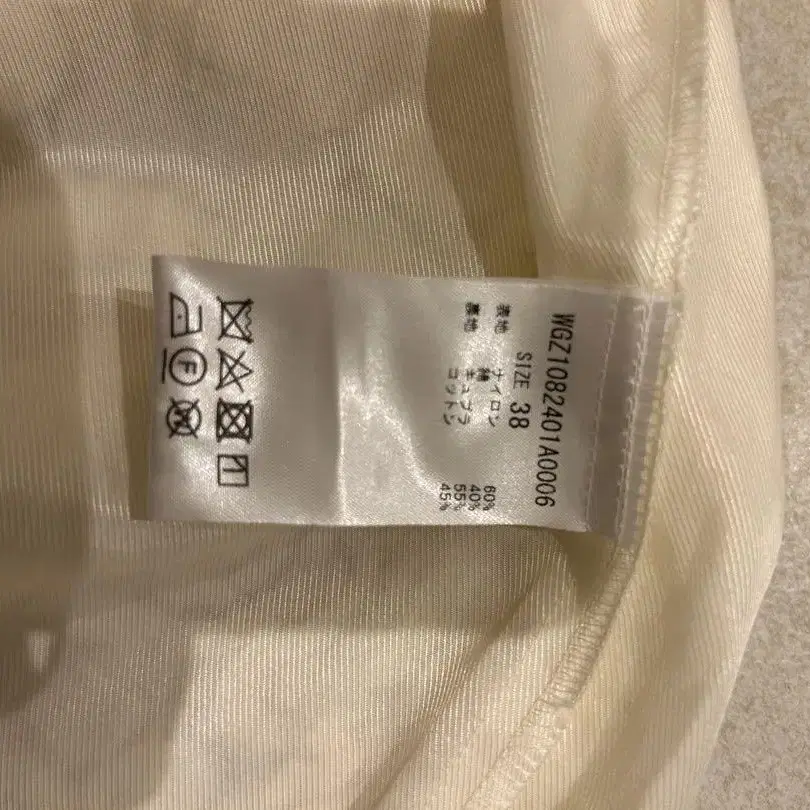 WGZ1082401A0006
SIZE 38
表地 ナイロン 60%
40%
裏地 キュプラ 55%
コットン 45%
F